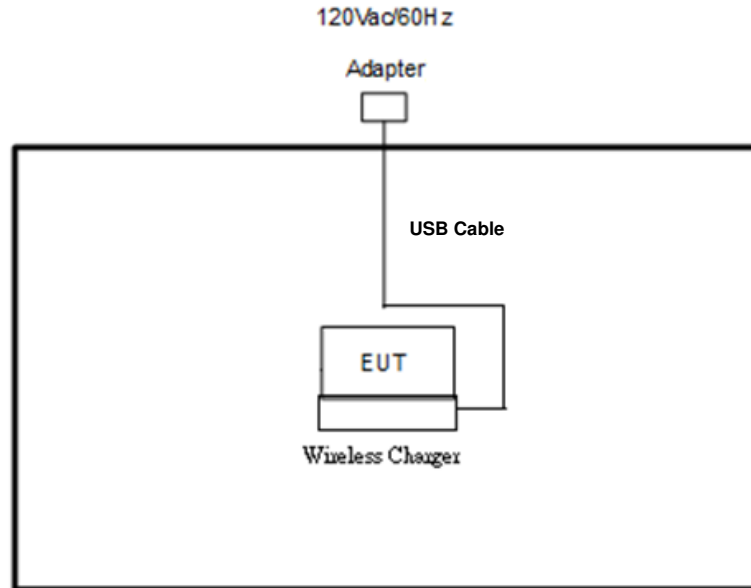 120Vac/60Hz
Adapter
USB Cable
EUT
Wireless Charger